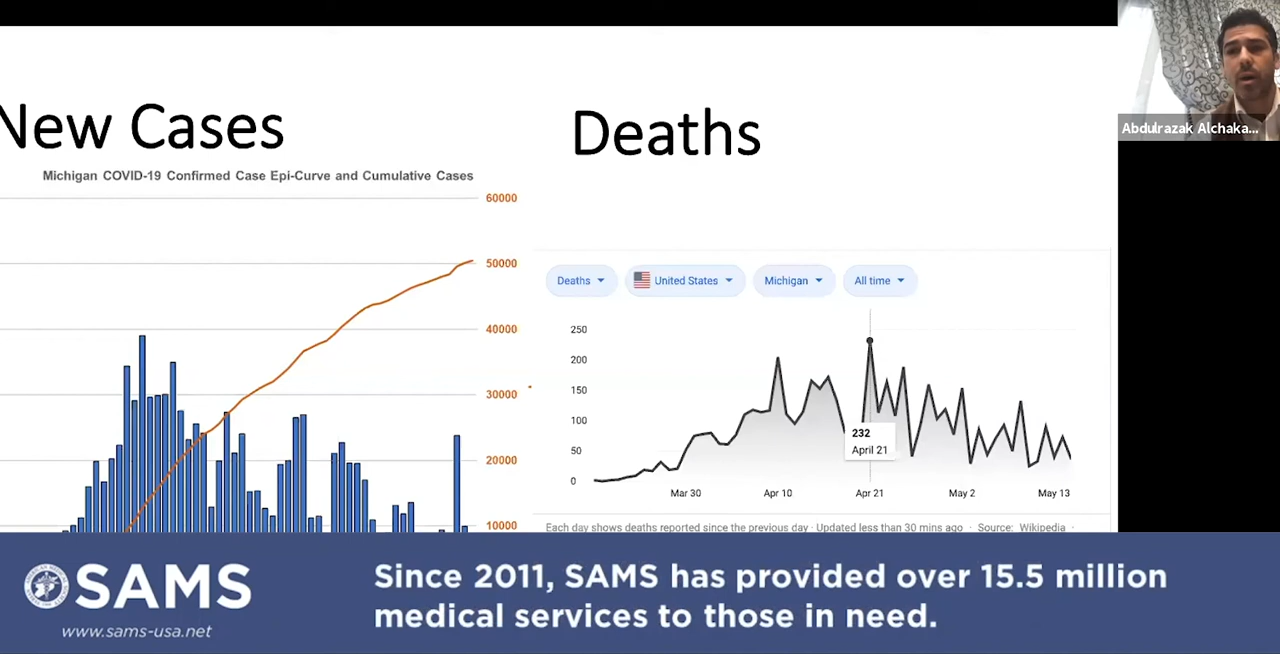 New Cases
Deaths
Abdulrazak Alchaka...
Michigan COVID-19 Confirmed Case Epi-Curve and Cumulative Cases
60000
50000
40000
30000
20000
10000
Deaths
United States
Michigan
All time
250
200
150
100
50
0
232
April 21
Mar 30
Apr 10
Apr 21
May 2
May 13
Each day shows deaths reported since the previous day · Updated less than 30 mins ago · Source: Wikipedia ·
SAMS
www.sams-usa.net
Since 2011, SAMS has provided over 15.5 million
medical services to those in need.